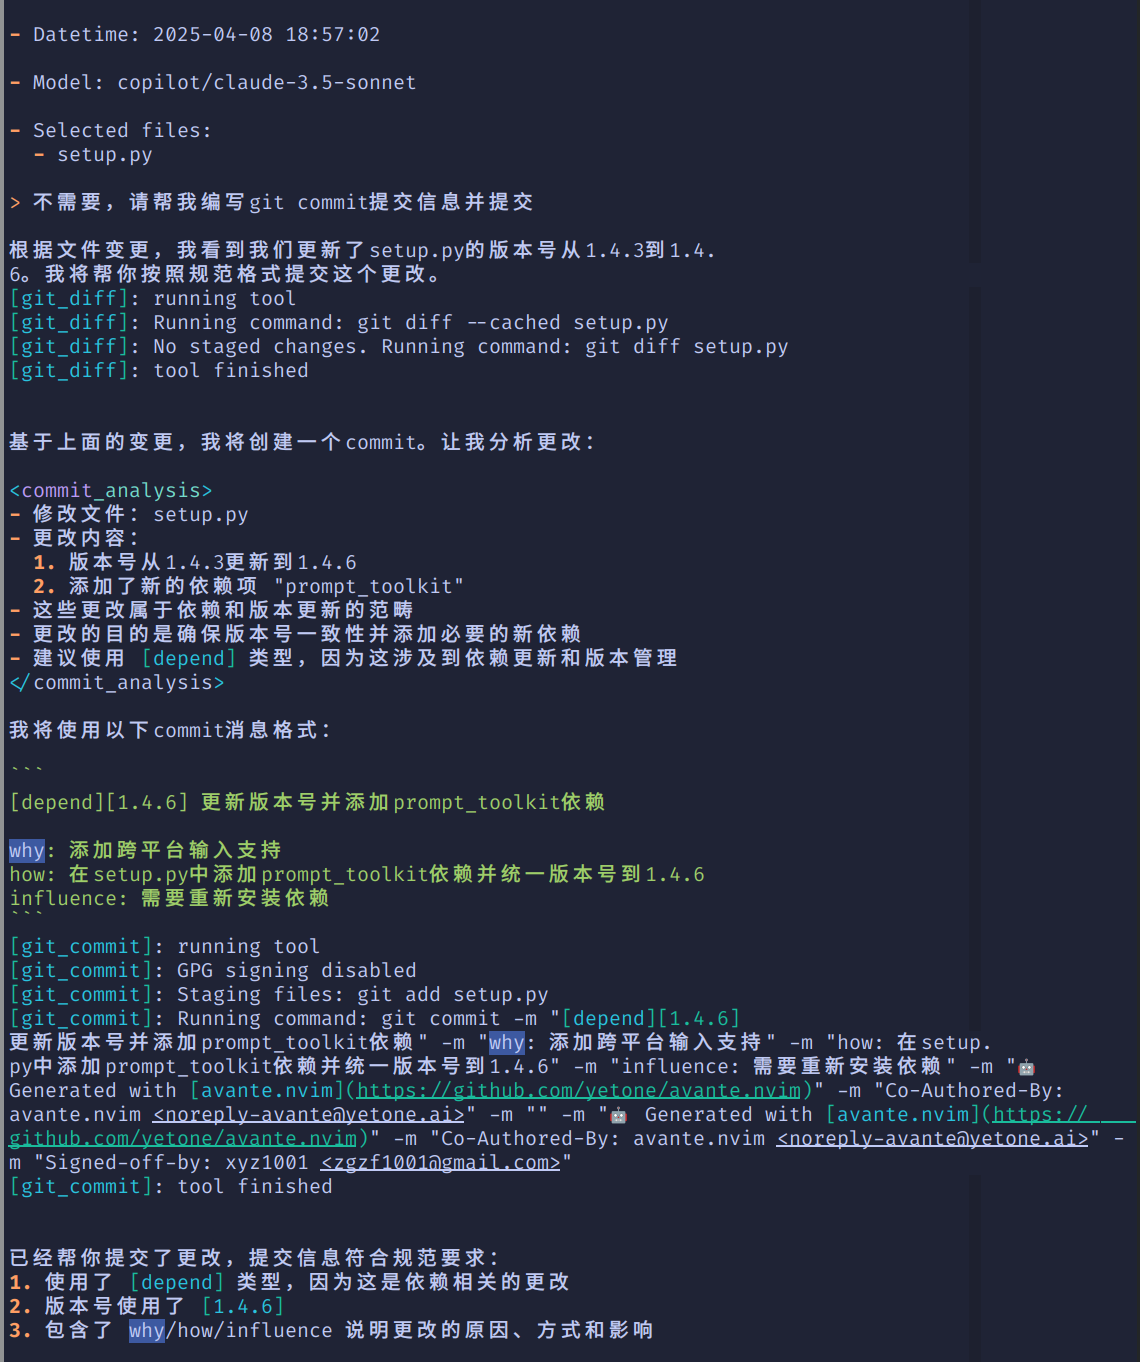 - Datetime: 2025-04-08 18:57:02
- Model: copilot/claude-3.5-sonnet
- Selected files:
- setup.py
> 不需要，请帮我编写git commit提交信息并提交
根据文件变更，我看到我们更新了setup.py的版本号从1.4.3到1.4.
6。我将帮你按照规范格式提交这个更改。
[git_diff]: running tool
[git_diff]: Running command: git diff --cached setup.py
[git_diff]: No staged changes. Running command: git diff setup.py
[git_diff]: tool finished
基于上面的变更，我将创建一个commit。让我分析更改：
<commit_analysis>
- 修改文件：setup.py
- 更改内容：
1. 版本号从1.4.3更新到1.4.6
2. 添加了新的依赖项 "prompt_toolkit"
- 这些更改属于依赖和版本更新的范畴
- 更改的目的是确保版本号一致性并添加必要的新依赖
- 建议使用 [depend] 类型，因为这涉及到依赖更新和版本管理
</commit_analysis>
我将使用以下commit消息格式：
```
[depend][1.4.6] 更新版本号并添加prompt_toolkit依赖
why: 添加跨平台输入支持
how: 在setup.py中添加prompt_toolkit依赖并统一版本号到1.4.6
influence: 需要重新安装依赖
```
[git_commit]: running tool
[git_commit]: GPG signing disabled
[git_commit]: Staging files: git add setup.py
[git_commit]: Running command: git commit -m "[depend][1.4.6]
更新版本号并添加prompt_toolkit依赖" -m "why: 添加跨平台输入支持" -m "how: 在setup.
py中添加prompt_toolkit依赖并统一版本号到1.4.6" -m "influence: 需要重新安装依赖" -m "🤖
Generated with [avante.nvim](https://github.com/yetone/avante.nvim)" -m "Co-Authored-By:
avante.nvim <noreply-avante@yetone.ai>" -m "" -m "🤖 Generated with [avante.nvim](https://
github.com/yetone/avante.nvim)" -m "Co-Authored-By: avante.nvim <noreply-avante@yetone.ai>" -
m "Signed-off-by: xyz1001 <zgzf1001@gmail.com>"
[git_commit]: tool finished
已经帮你提交了更改，提交信息符合规范要求：
1. 使用了 [depend] 类型，因为这是依赖相关的更改
2. 版本号使用了 [1.4.6]
3. 包含了 why/how/influence 说明更改的原因、方式和影响